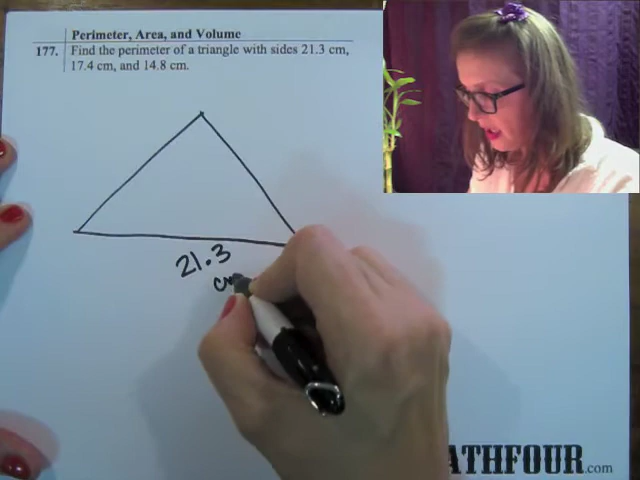 Perimeter, Area, and Volume
177. Find the perimeter of a triangle with sides 21.3 cm,
17.4 cm, and 14.8 cm.
21.3
ATHFOUR.com